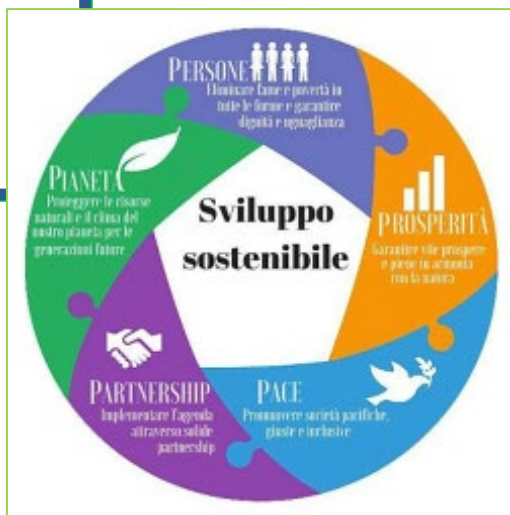 PERSONE
Eliminare fame e povertà in
tutte le forme e garantire
dignità e uguaglianza
PROSPERITÀ
Garantire vite prospere
e piene in armonia
con la natura
PACE
Promuovere società pacifiche,
giuste e inclusive
PARTNERSHIP
Implementare l'agenda
attraverso solide
partnership
PIANETA
Proteggere le risorse
naturali e il clima del
nostro pianeta per le
generazioni future
Sviluppo
sostenibile